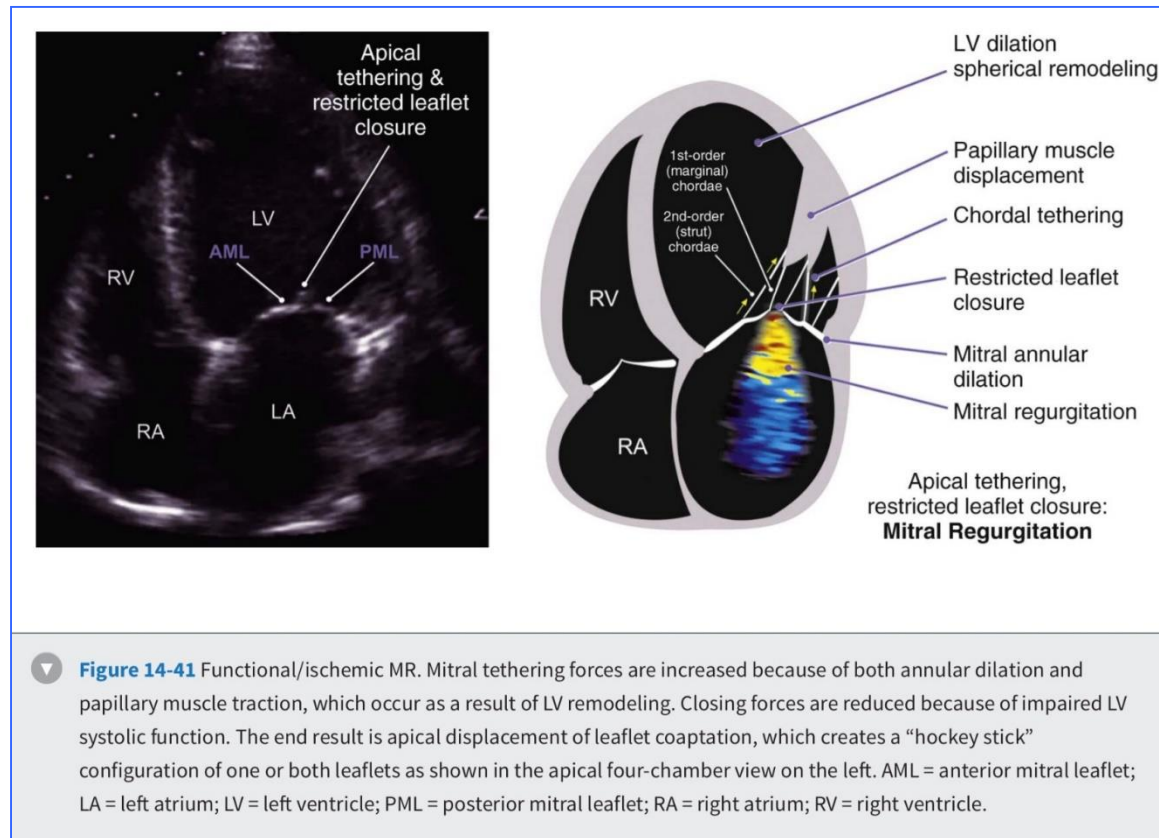 Apical
tethering &
restricted leaflet
closure
LV
AML
PML
RV
LA
RA
LV dilation
spherical remodeling
1st-order
(marginal)
chordae
Papillary muscle
displacement
2nd-order
(strut)
chordae
Chordal tethering
Restricted leaflet
closure
RV
Mitral annular
dilation
Mitral regurgitation
RA
Apical tethering,
restricted leaflet closure:
Mitral Regurgitation
Figure 14-41 Functional/ischemic MR. Mitral tethering forces are increased because of both annular dilation and
papillary muscle traction, which occur as a result of LV remodeling. Closing forces are reduced because of impaired LV
systolic function. The end result is apical displacement of leaflet coaptation, which creates a “hockey stick”
configuration of one or both leaflets as shown in the apical four-chamber view on the left. AML = anterior mitral leaflet;
LA = left atrium; LV = left ventricle; PML = posterior mitral leaflet; RA = right atrium; RV = right ventricle.